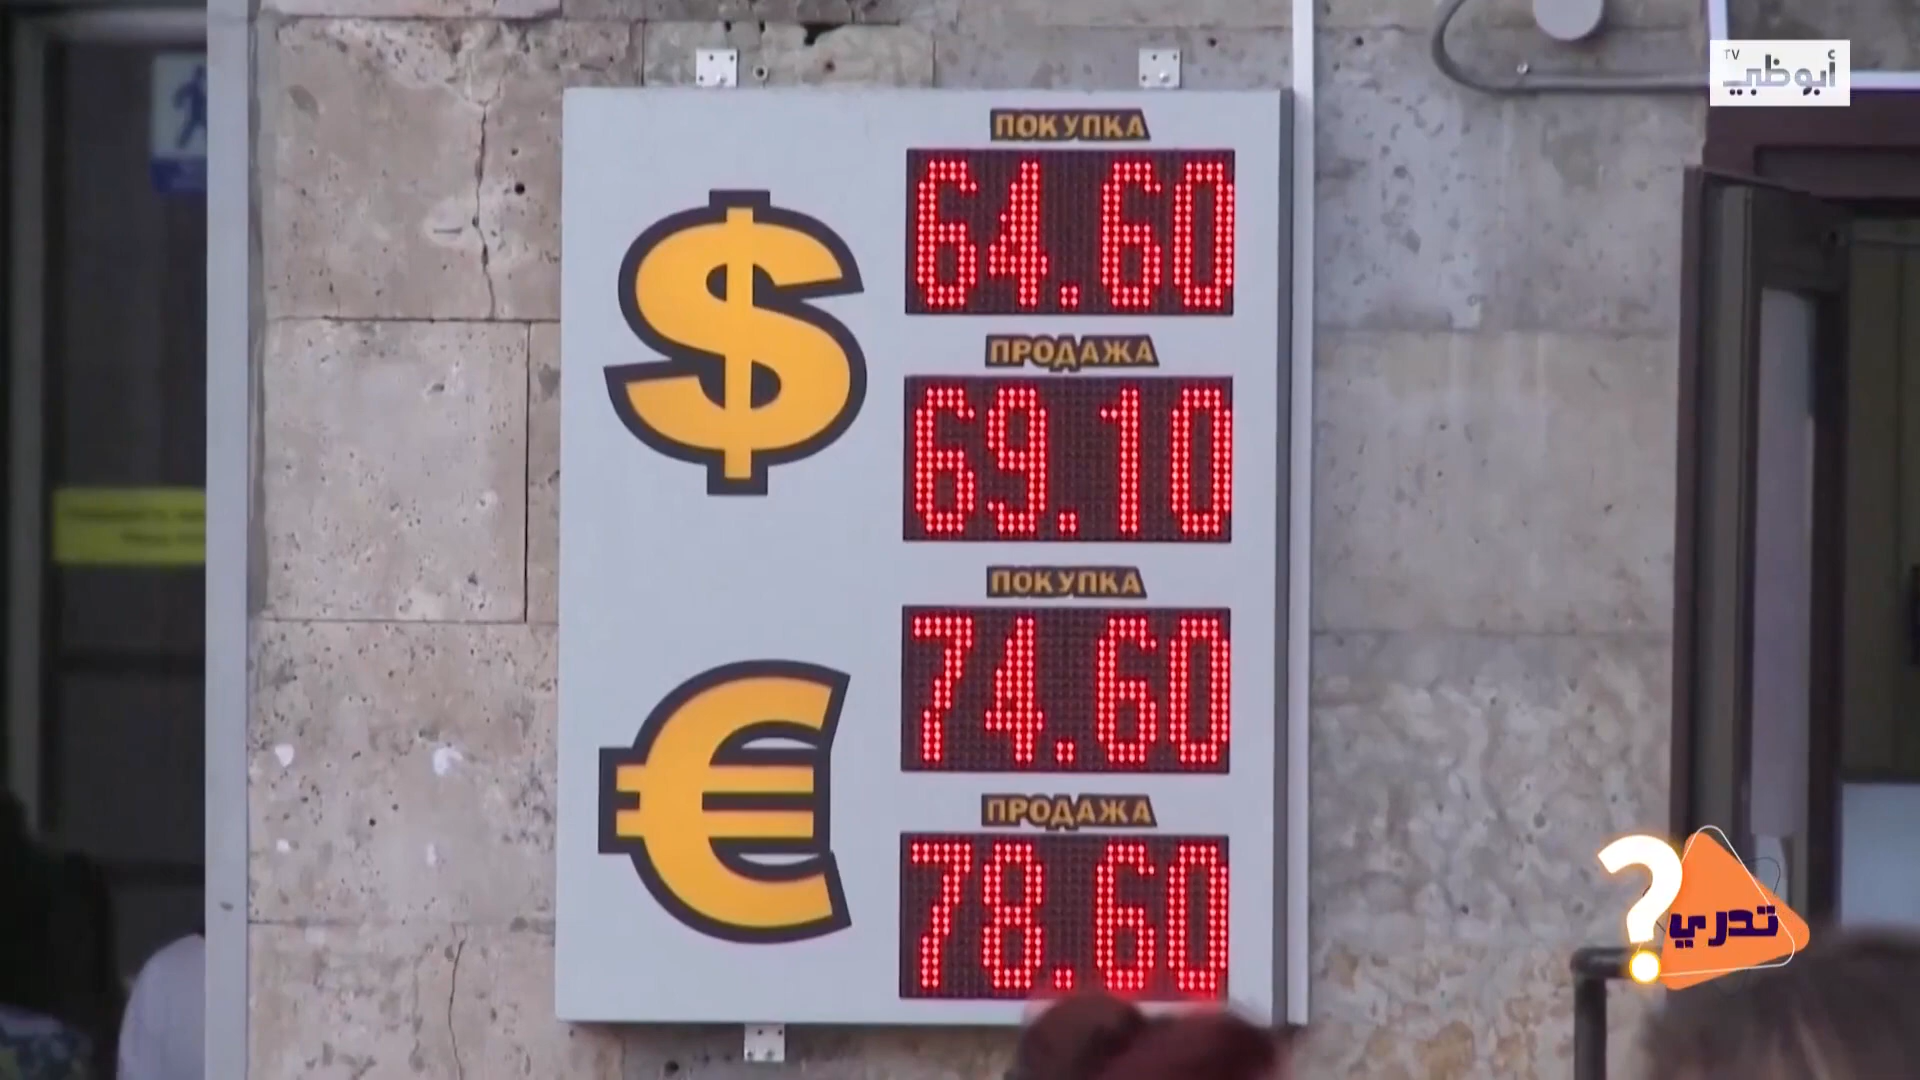 TV
أبوظبي
ПОКУПКА
$ 64.60
ПРОДАЖА
69.10
ПОКУПКА
€ 74.60
ПРОДАЖА
78.60
تدري؟